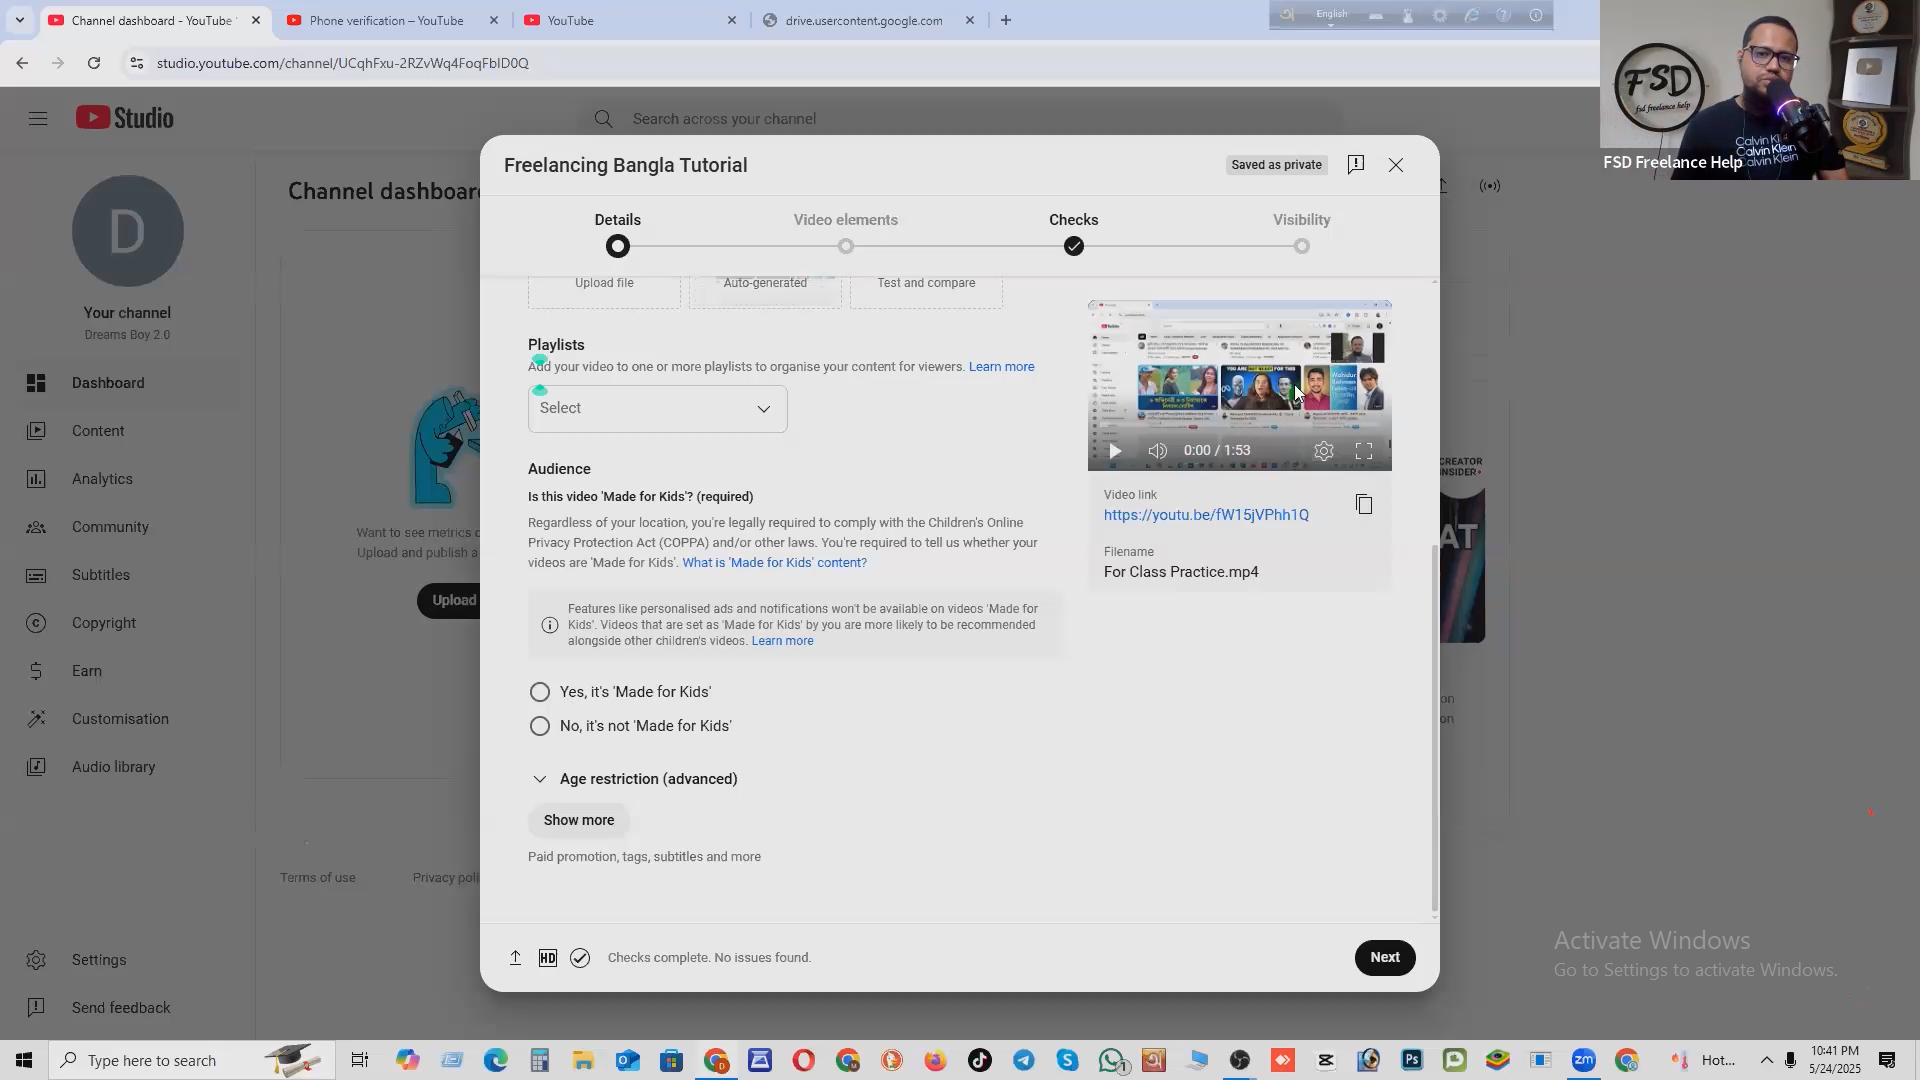 Channel dashboard - YouTube
Phone verification – YouTube
YouTube
drive.usercontent.google.com
English
studio.youtube.com/channel/UCqhFxu-2RZvWq4FoqFbID0Q
FSD
fsd freelance help
Calvin Klein
Calvin Klein
FSD Freelance Help
Studio
Search across your channel
D
Your channel
Dreams Boy 2.0
Dashboard
Content
Analytics
Community
Subtitles
Copyright
Earn
Customisation
Audio library
Settings
Send feedback
Channel dashboard
Want to see metrics
Upload and publish a
Upload
Terms of use
Privacy poli
CREATOR
INSIDER
AT
on
on
Freelancing Bangla Tutorial
Saved as private
Details
Video elements
Checks
Visibility
Upload file
Auto-generated
Test and compare
Playlists
Add your video to one or more playlists to organise your content for viewers. Learn more
Select
Audience
Is this video 'Made for Kids'? (required)
Regardless of your location, you're legally required to comply with the Children's Online
Privacy Protection Act (COPPA) and/or other laws. You're required to tell us whether your
videos are 'Made for Kids'. What is 'Made for Kids' content?
Features like personalised ads and notifications won't be available on videos 'Made for
Kids'. Videos that are set as 'Made for Kids' by you are more likely to be recommended
alongside other children's videos. Learn more
Yes, it's 'Made for Kids'
No, it's not 'Made for Kids'
Age restriction (advanced)
Show more
Paid promotion, tags, subtitles and more
YOU ARE NOT READY FOR THIS
0:00 / 1:53
Video link
https://youtu.be/fW15jVPhh1Q
Filename
For Class Practice.mp4
HD
Checks complete. No issues found.
Next
Activate Windows
Go to Settings to activate Windows.
Type here to search
Hot...
10:41 PM
5/24/2025